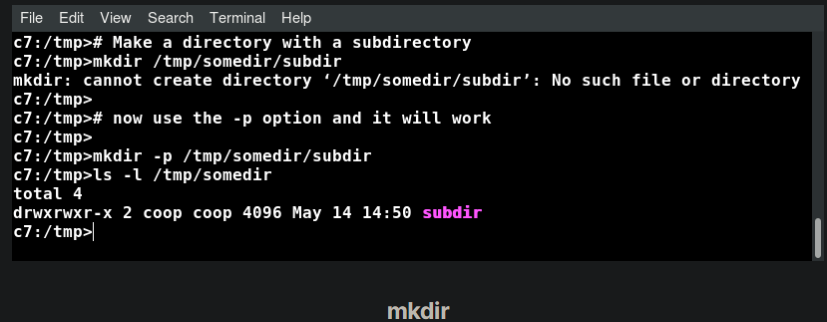 File Edit View Search Terminal Help
c7:/tmp># Make a directory with a subdirectory
c7:/tmp>mkdir /tmp/somedir/subdir
mkdir: cannot create directory ‘/tmp/somedir/subdir’: No such file or directory
c7:/tmp>
c7:/tmp># now use the -p option and it will work
c7:/tmp>
c7:/tmp>mkdir -p /tmp/somedir/subdir
c7:/tmp>ls -l /tmp/somedir
total 4
drwxrwxr-x 2 coop coop 4096 May 14 14:50 subdir
c7:/tmp>
mkdir